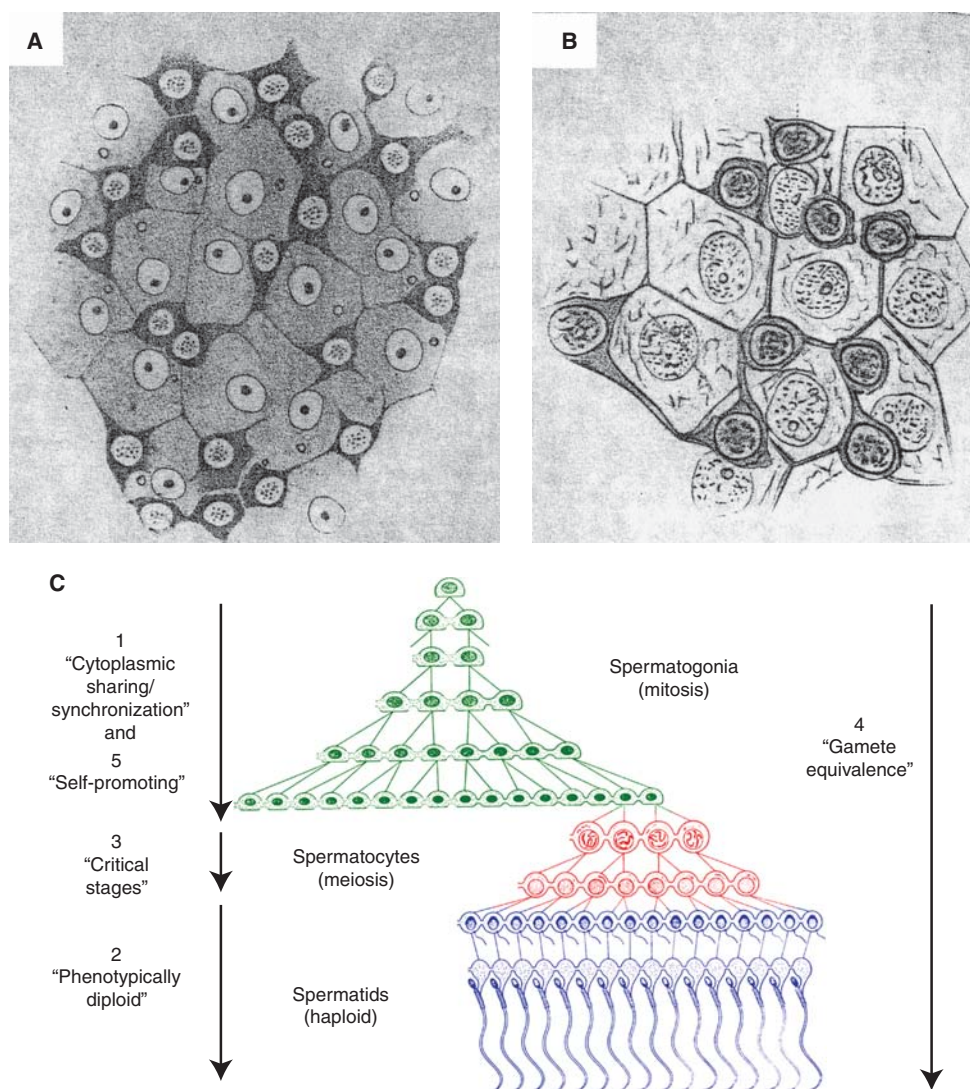 A
B
C
1
“Cytoplasmic
sharing/
synchronization”
and
5
“Self-promoting”
Spermatogonia
(mitosis)
4
“Gamete
equivalence”
3
“Critical
stages”
Spermatocytes
(meiosis)
2
“Phenotypically
diploid”
Spermatids
(haploid)